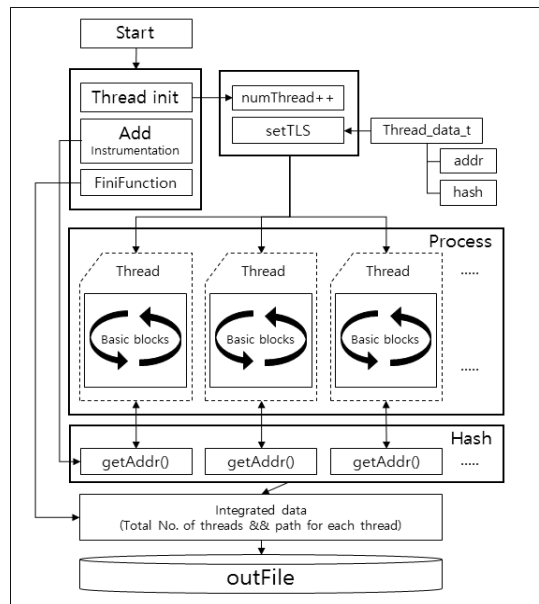 Start
Thread init
numThread++
Add
Instrumentation
setTLS
Thread_data_t
addr
FiniFunction
hash
Process
Thread
Thread
Thread
.....
Basic blocks
Basic blocks
Basic blocks
.....
Hash
getAddr()
getAddr()
getAddr()
.....
Integrated data
(Total No. of threads && path for each thread)
outFile